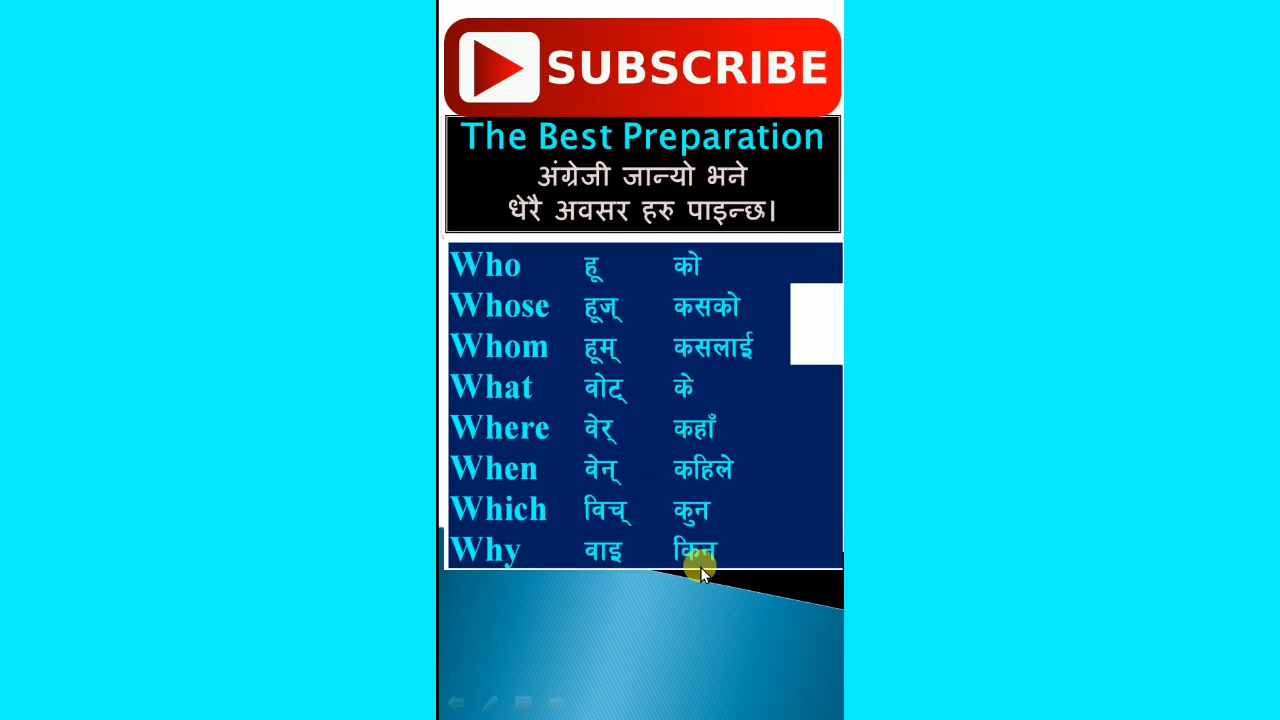 SUBSCRIBE
The Best Preparation
अंग्रेजी जान्यो भने
धेरै अवसर हरु पाइन्छ।
Who हू को
Whose हूज् कसको
Whom हूम् कसलाई
What वोट् के
Where वेर् कहाँ
When वेन् कहिले
Which विच् कुन
Why वाइ किन